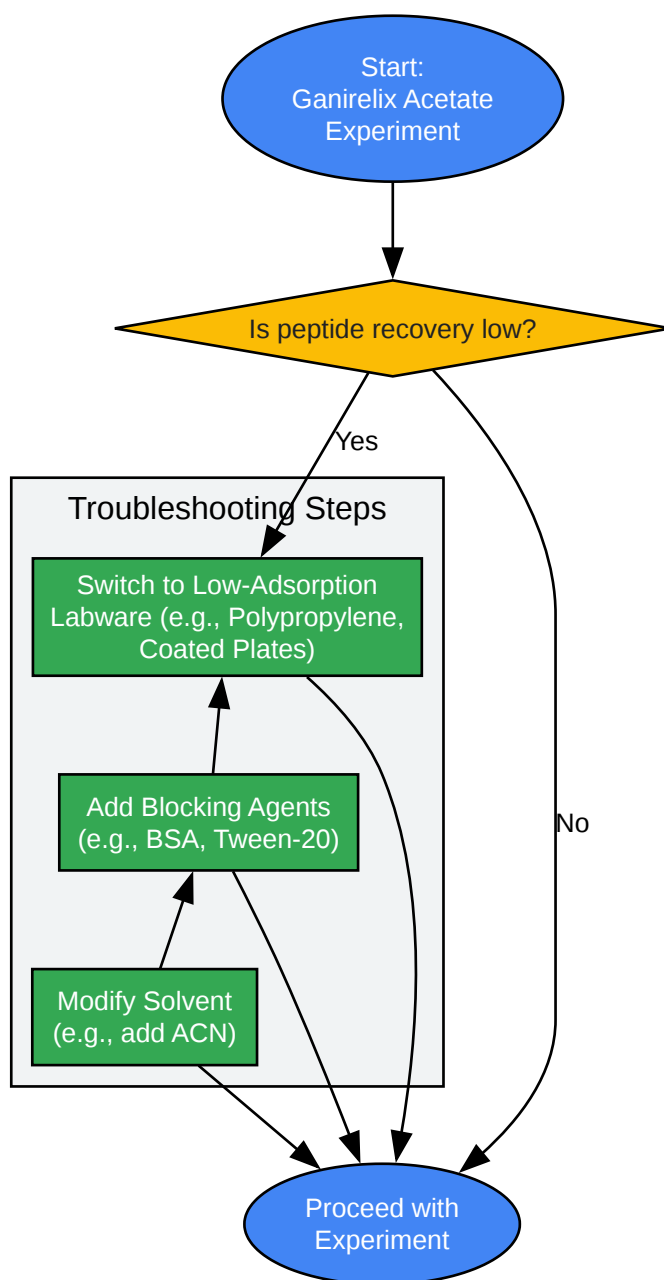 Start:
Ganirelix Acetate
Experiment
Is peptide recovery low?
Yes
Troubleshooting Steps
Switch to Low-Adsorption
Labware (e.g., Polypropylene,
Coated Plates)
Add Blocking Agents
(e.g., BSA, Tween-20)
No
Modify Solvent
(e.g., add ACN)
Proceed with
Experiment